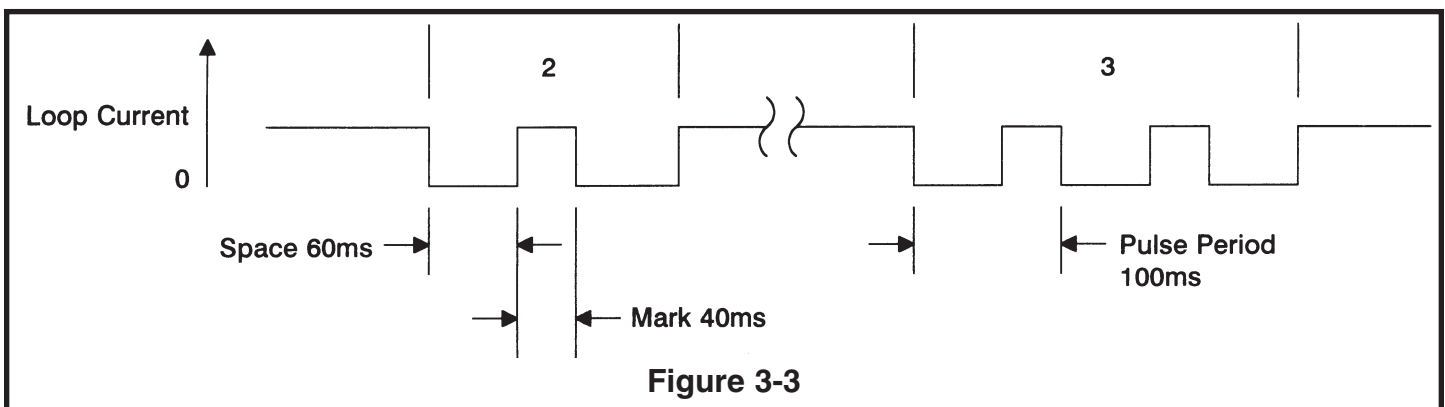 2
3
Loop Current
0
Space 60ms
Pulse Period
100ms
Mark 40ms
Figure 3-3